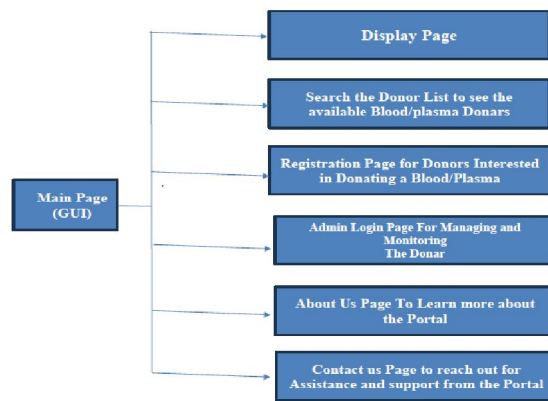 Display Page
Search the Donor List to see the
available Blood/plasma Donars
Registration Page for Donors Interested
in Donating a Blood/Plasma
Main Page
(GUI)
Admin Login Page For Managing and
Monitoring
The Donar
About Us Page To Learn more about
the Portal
Contact us Page to reach out for
Assistance and support from the Portal